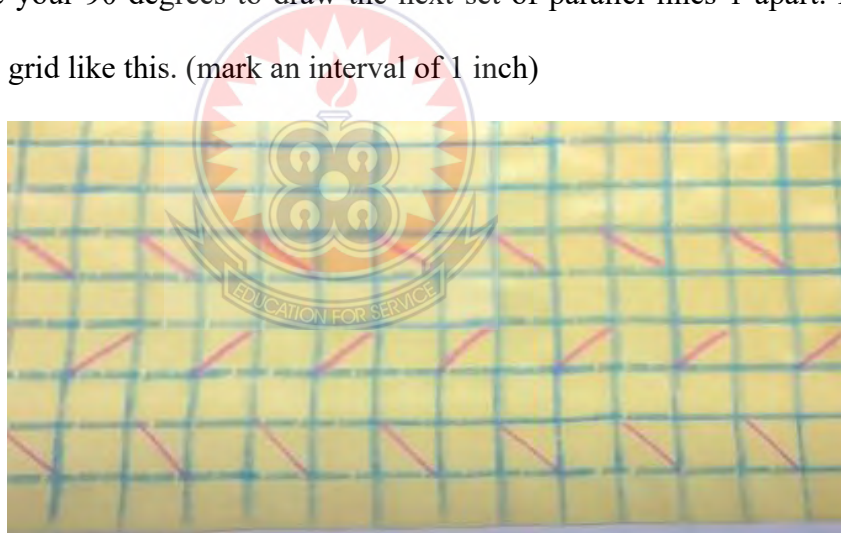 your 90 degrees to draw the next set of parallel lines 1 apart.
grid like this. (mark an interval of 1 inch)
EDUCATION FOR SERVICE